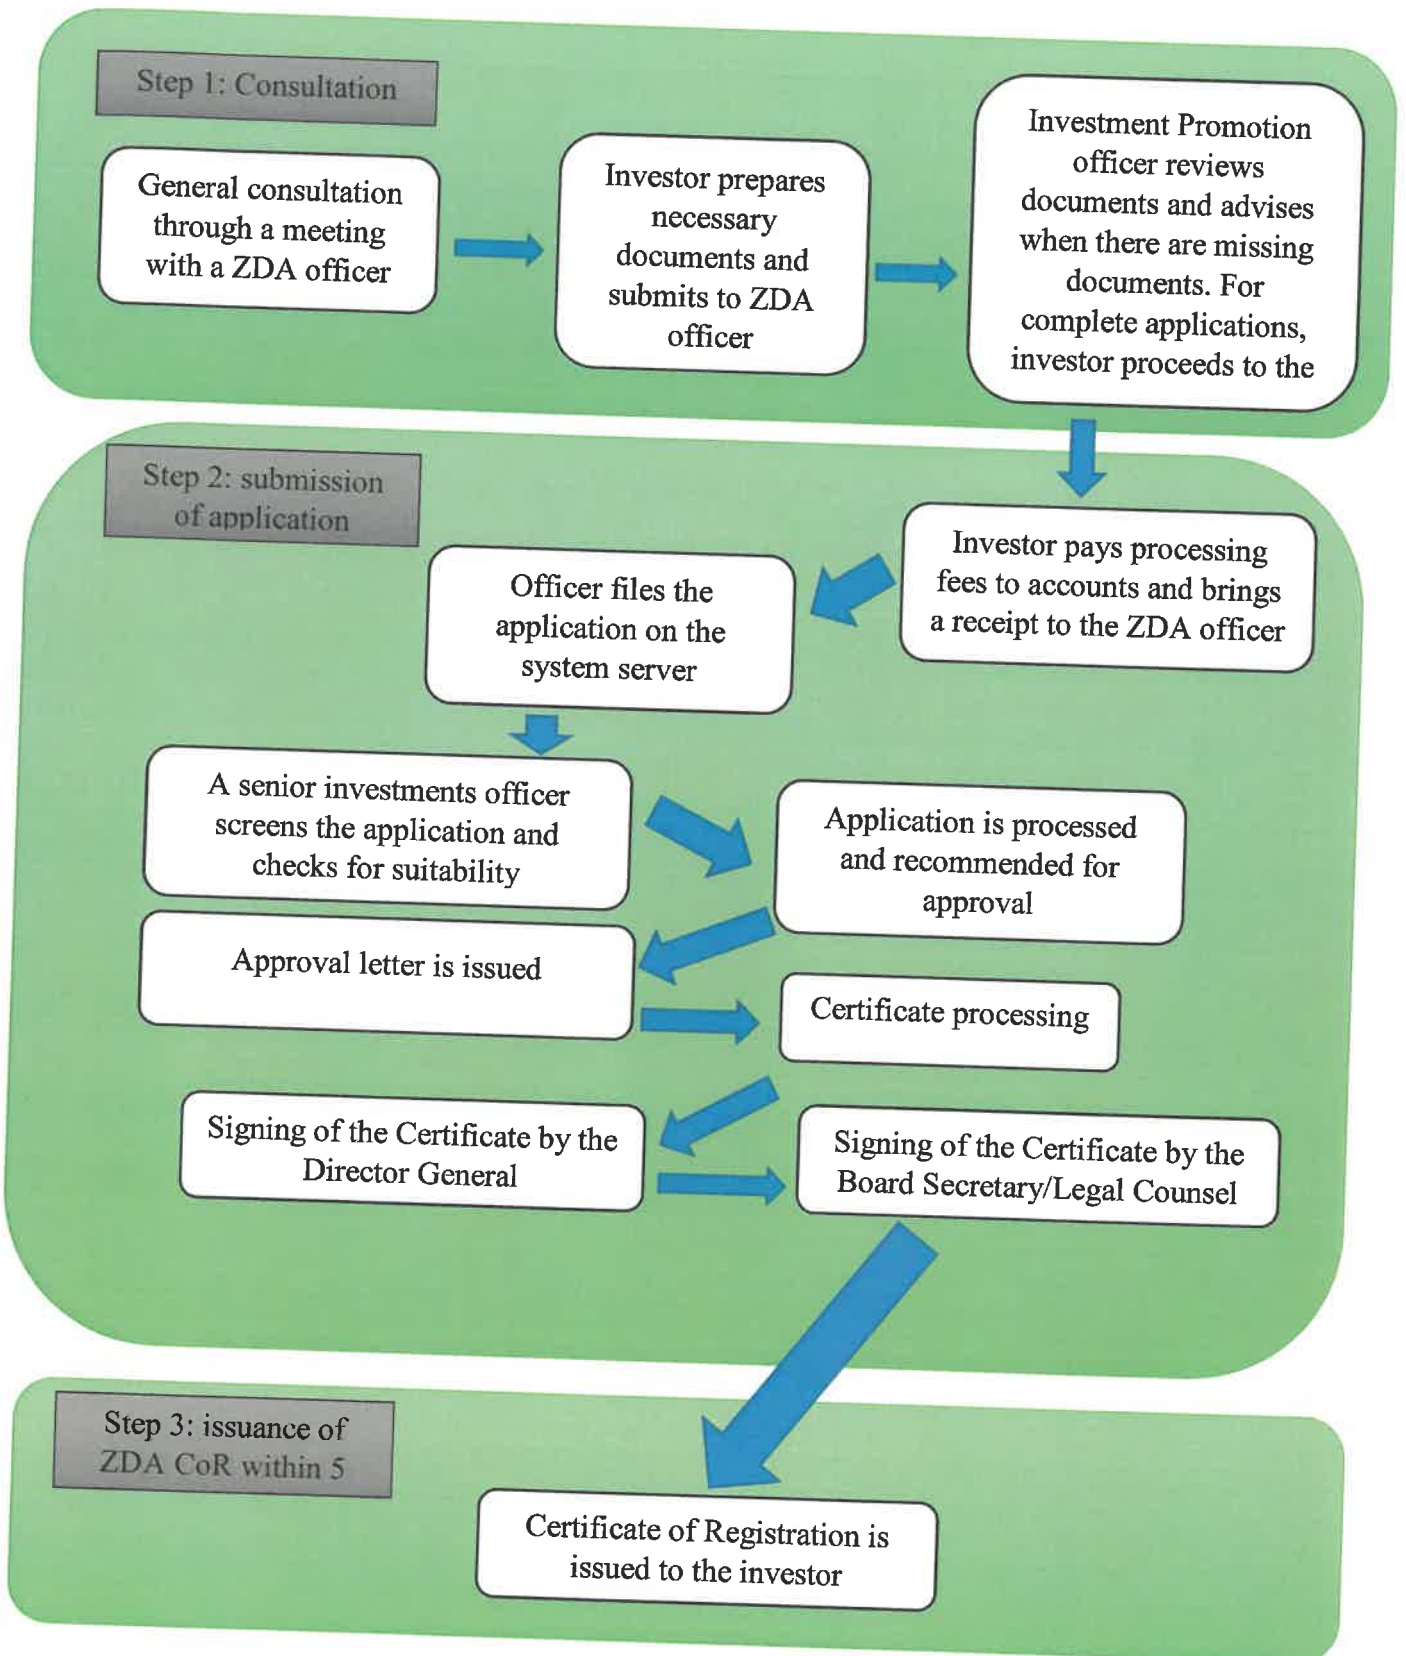 Step 1: Consultation
General consultation
through a meeting
with a ZDA officer
Investor prepares
necessary
documents and
submits to ZDA
officer
Investment Promotion
officer reviews
documents and advises
when there are missing
documents. For
complete applications,
investor proceeds to the
Step 2: submission
of application
Investor pays processing
fees to accounts and brings
a receipt to the ZDA officer
Officer files the
application on the
system server
A senior investments officer
screens the application and
checks for suitability
Application is processed
and recommended for
approval
Approval letter is issued
Certificate processing
Signing of the Certificate by the
Director General
Signing of the Certificate by the
Board Secretary/Legal Counsel
Step 3: issuance of
ZDA CoR within 5
Certificate of Registration is
issued to the investor